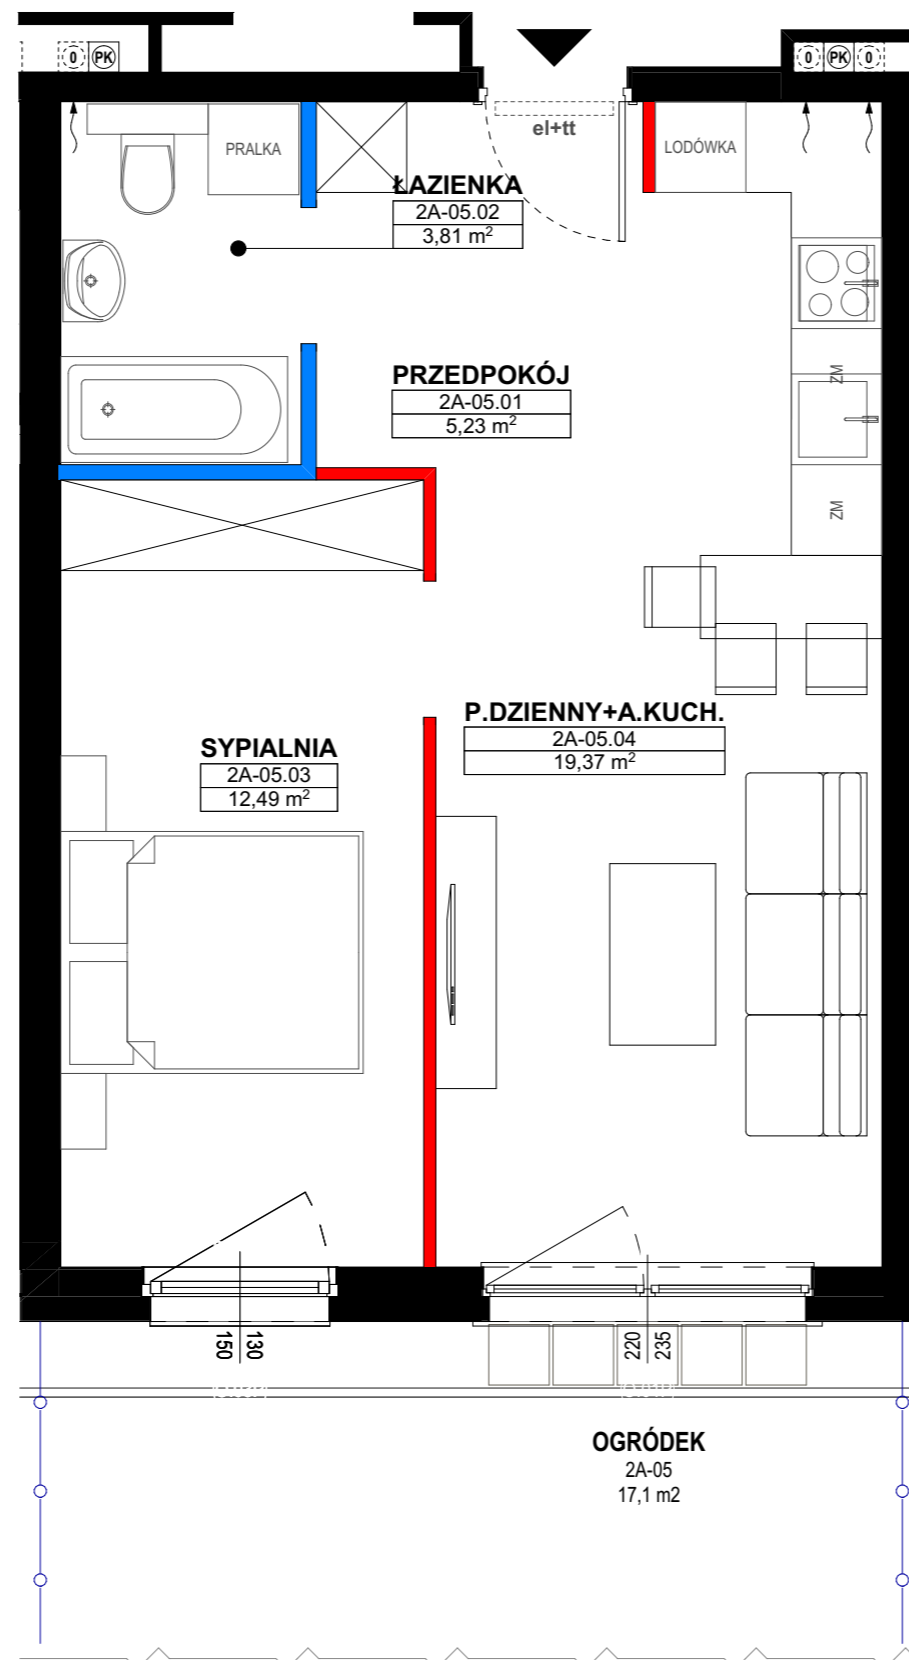 0 PK
0 PK 0
el+tt
PRALKA
LODÓWKA
ŁAZIENKA
2A-05.02
3,81 m²
PRZEDPOKÓJ
2A-05.01
5,23 m²
ZM
ZM
P.DZIENNY+A.KUCH.
2A-05.04
19,37 m²
SYPIALNIA
2A-05.03
12,49 m²
150
130
220
235
OGRÓDEK
2A-05
17,1 m2